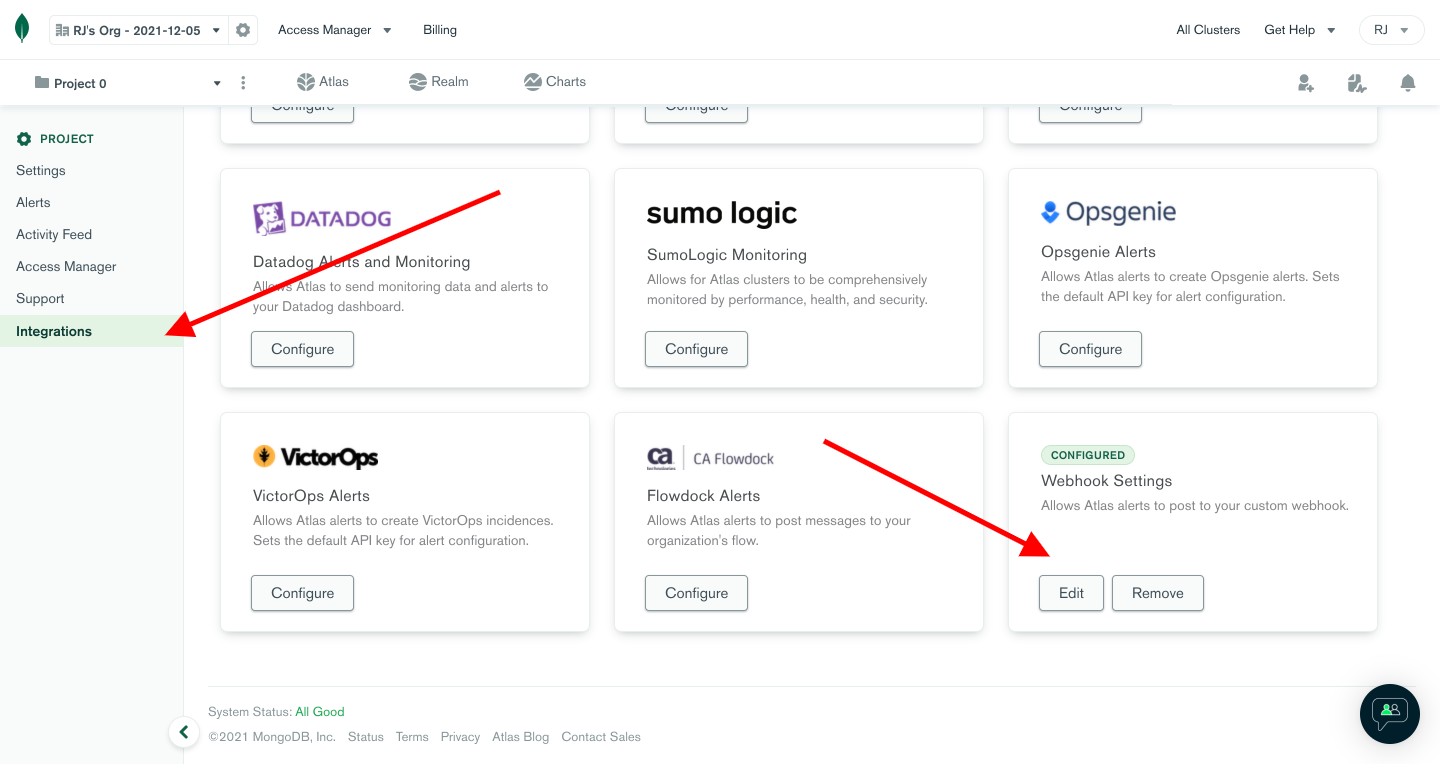 RJ's Org - 2021-12-05
Access Manager
Billing
All Clusters
Get Help
RJ
Project 0
Atlas
Realm
Charts
PROJECT
Settings
Alerts
Activity Feed
Access Manager
Support
Integrations
Configure
Configure
Configure
DATADOG
Datadog Alerts and Monitoring
Allows Atlas to send monitoring data and alerts to
your Datadog dashboard.
Configure
sumo logic
SumoLogic Monitoring
Allows for Atlas clusters to be comprehensively
monitored by performance, health, and security.
Configure
Opsgenie
Opsgenie Alerts
Allows Atlas alerts to create Opsgenie alerts. Sets
the default API key for alert configuration.
Configure
VictorOps
VictorOps Alerts
Allows Atlas alerts to create VictorOps incidences.
Sets the default API key for alert configuration.
Configure
ca
CA Flowdock
Flowdock Alerts
Allows Atlas alerts to post messages to your
organization's flow.
Configure
CONFIGURED
Webhook Settings
Allows Atlas alerts to post to your custom webhook.
Edit
Remove
System Status: All Good
©2021 MongoDB, Inc. Status Terms Privacy Atlas Blog Contact Sales